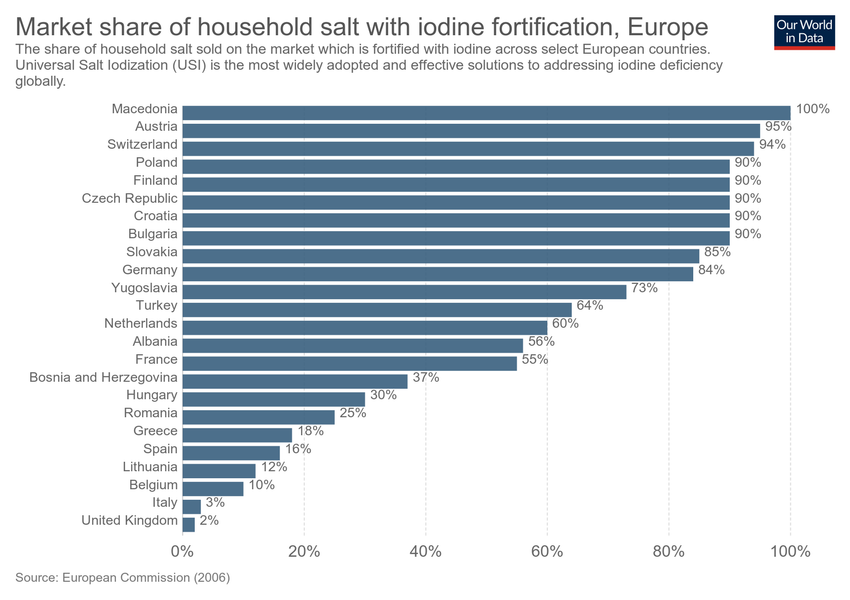 Market share of household salt with iodine fortification, Europe
Our World
in Data
The share of household salt sold on the market which is fortified with iodine across select European countries.
Universal Salt Iodization (USI) is the most widely adopted and effective solutions to addressing iodine deficiency
globally.
Macedonia 100%
Austria 95%
Switzerland 94%
Poland 90%
Finland 90%
Czech Republic 90%
Croatia 90%
Bulgaria 90%
Slovakia 85%
Germany 84%
Yugoslavia 73%
Turkey 64%
Netherlands 60%
Albania 56%
France 55%
Bosnia and Herzegovina 37%
Hungary 30%
Romania 25%
Greece 18%
Spain 16%
Lithuania 12%
Belgium 10%
Italy 3%
United Kingdom 2%
0% 20% 40% 60% 80% 100%
Source: European Commission (2006)